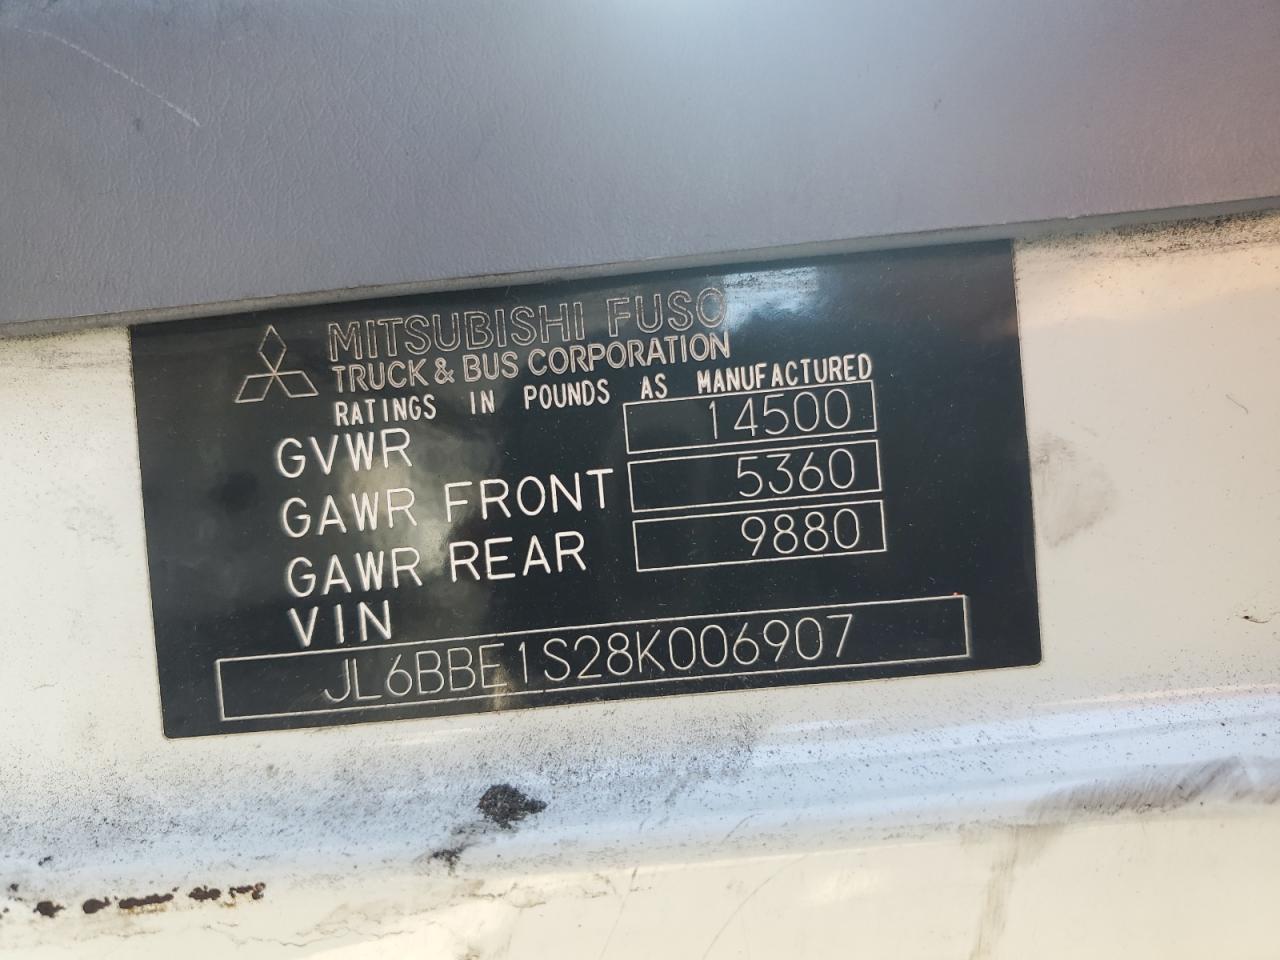 MITSUBISHI FUSO
TRUCK & BUS CORPORATION
RATINGS IN POUNDS AS MANUFACTURED
GVWR 14500
GAWR FRONT 5360
GAWR REAR 9880
VIN
JL6BBE1S28K006907